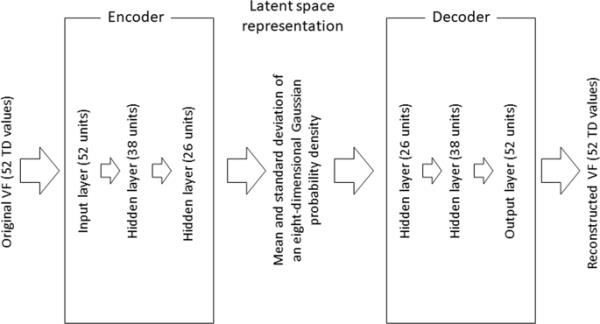 Original VF (52 TD values)
Encoder
Input layer (52 units)
Hidden layer (38 units)
Hidden layer (26 units)
Latent space
representation
Mean and standard deviation of
an eight-dimensional Gaussian
probability density
Decoder
Hidden layer (26 units)
Hidden layer (38 units)
Output layer (52 units)
Reconstructed VF (52 TD values)